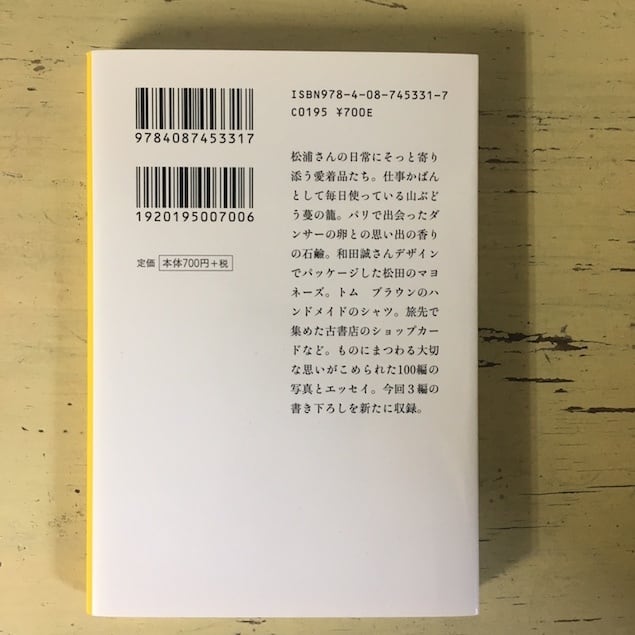 9784087453317
1920195007006
定価 本体700円+税
ISBN978-4-08-745331-7
C0195 ¥700E
松浦さんの日常にそっと寄り
添う愛着品たち。仕事かばん
として毎日使っている山ぶど
う蔓の籠。パリで出会ったダ
ンサーの卵との思い出の香り
の石鹼。和田誠さんデザイン
でパッケージした松田のマヨ
ネーズ。トム ブラウンのハ
ンドメイドのシャツ。旅先で
集めた古書店のショップカー
ドなど。ものにまつわる大切
な思いがこめられた100編の
写真とエッセイ。今回3編の
書き下ろしを新たに収録。